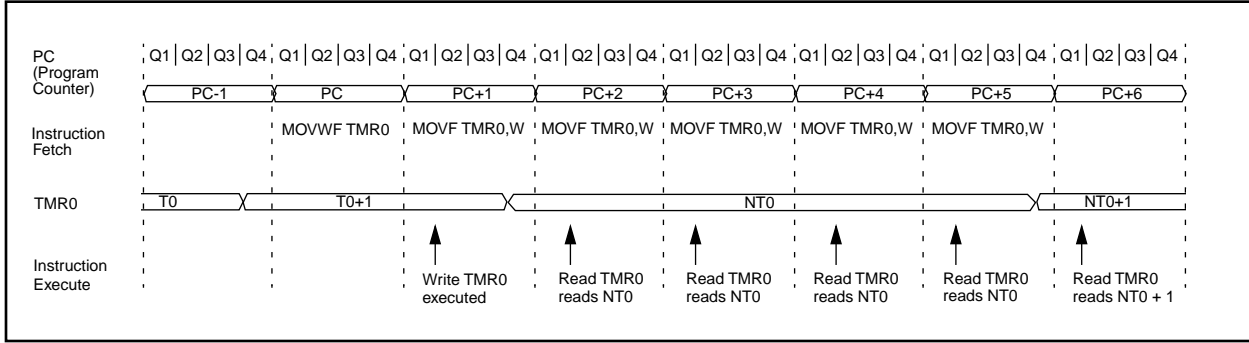 PC
(Program
Counter)
Q1 Q2 Q3 Q4 Q1 Q2 Q3 Q4 Q1 Q2 Q3 Q4 Q1 Q2 Q3 Q4 Q1 Q2 Q3 Q4 Q1 Q2 Q3 Q4 Q1 Q2 Q3 Q4 Q1 Q2 Q3 Q4
PC-1 PC PC+1 PC+2 PC+3 PC+4 PC+5 PC+6
Instruction
Fetch
MOVWF TMR0 MOVF TMR0,W MOVF TMR0,W MOVF TMR0,W MOVF TMR0,W MOVF TMR0,W
TMR0
T0 T0+1 NT0 NT0+1
Instruction
Execute
Write TMR0
executed
Read TMR0
reads NT0
Read TMR0
reads NT0
Read TMR0
reads NT0
Read TMR0
reads NT0
Read TMR0
reads NT0 + 1